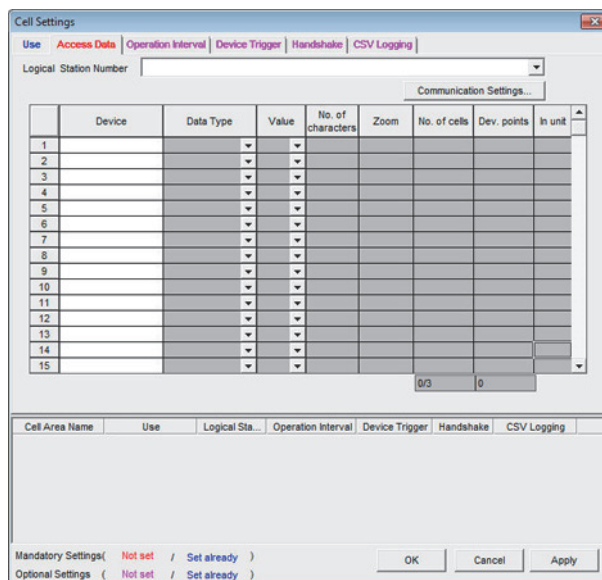 Cell Settings
Use Access Data Operation Interval Device Trigger Handshake CSV Logging
Logical Station Number
Communication Settings...
Device Data Type Value No. of characters Zoom No. of cells Dev. points In unit
1
2
3
4
5
6
7
8
9
10
11
12
13
14
15
0/3 0
Cell Area Name Use Logical Sta... Operation Interval Device Trigger Handshake CSV Logging
Mandatory Settings( Not set / Set already )
Optional Settings ( Not set / Set already )
OK Cancel Apply